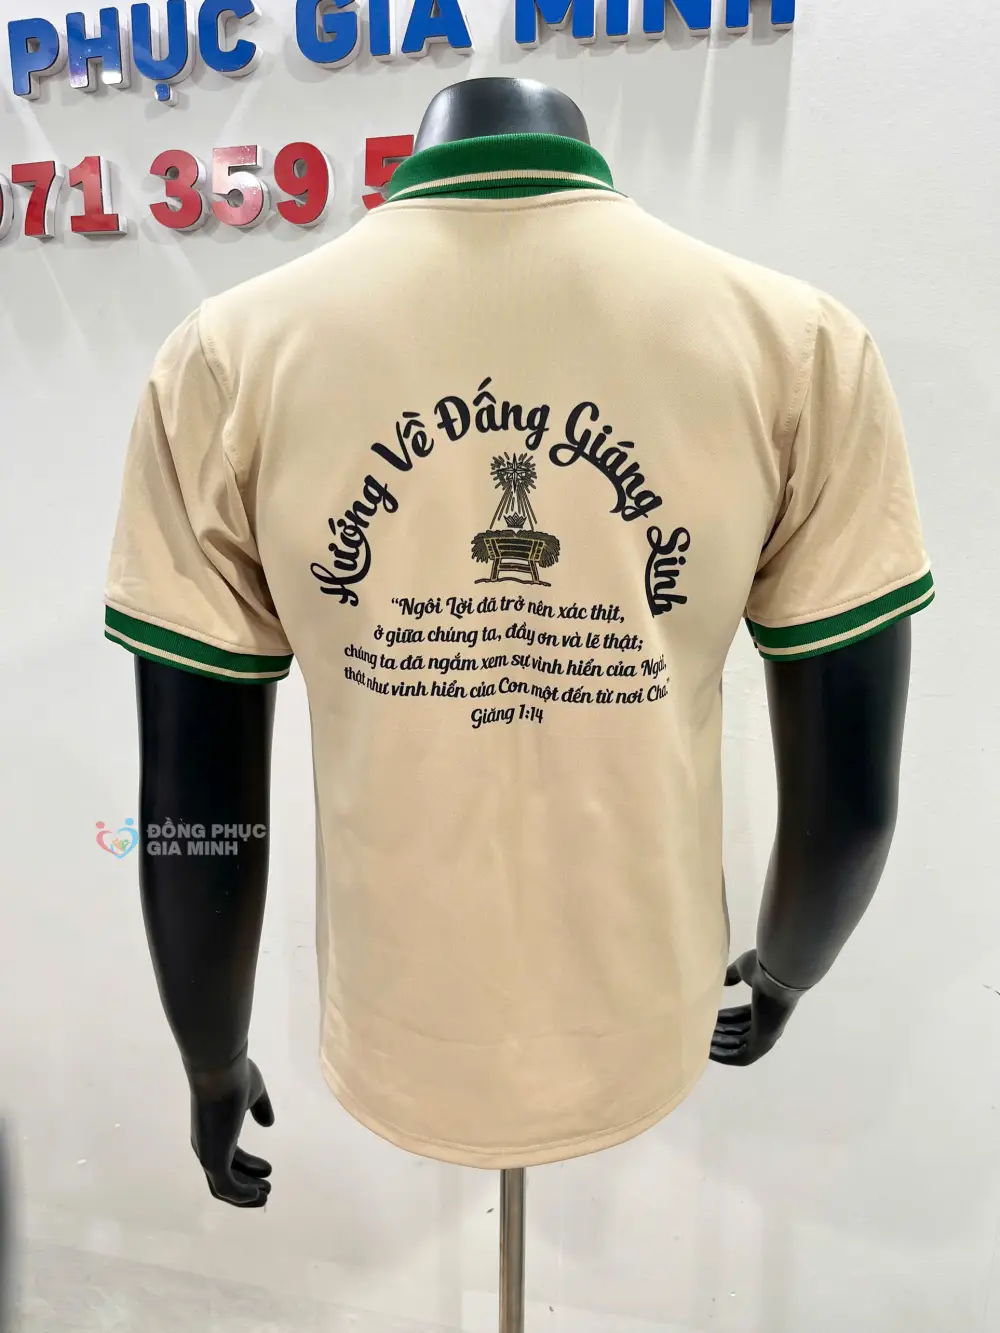 PHỤC GIA MINH
071 359 5
Hướng Về Đấng Giáng Sinh
“Ngôi Lời đã trở nên xác thịt,
ở giữa chúng ta, đầy ơn và lẽ thật;
chúng ta đã ngắm xem sự vinh hiển của Ngài,
thật như vinh hiển của Con một đến từ nơi Cha.”
Giăng 1:14
ĐỒNG PHỤC
GIA MINH